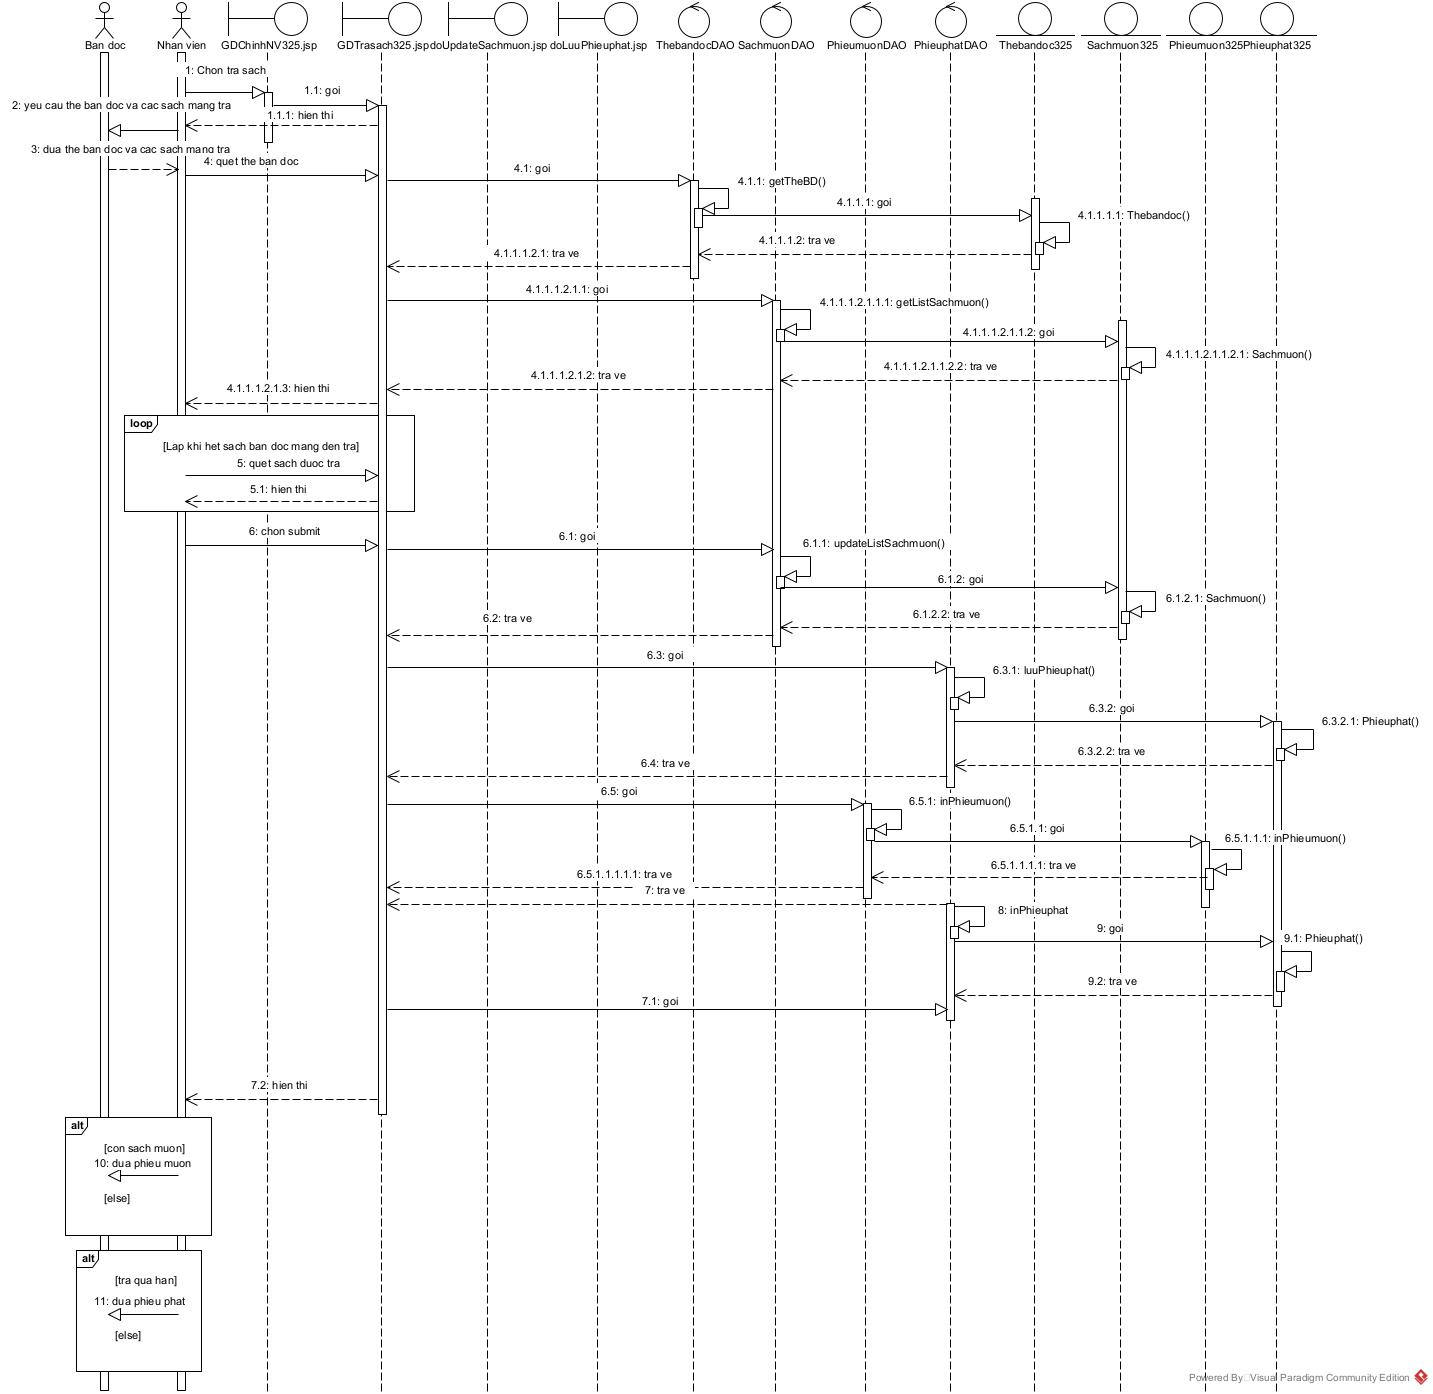 Ban doc
Nhan vien
GDChinhNV325.jsp
GDTrasach325.jsp
doUpdateSachmuon.jsp
doLuuPhieuphat.jsp
ThebandocDAO
SachmuonDAO
PhieumuonDAO
PhieuphatDAO
Thebandoc325
Sachmuon325
Phieumuon325
Phieuphat325
1: Chon tra sach
1.1: goi
2: yeu cau the ban doc va cac sach mang tra
1.1.1: hien thi
3: dua the ban doc va cac sach mang tra
4: quet the ban doc
4.1: goi
4.1.1: getTheBD()
4.1.1.1: goi
4.1.1.1.1: Thebandoc()
4.1.1.1.2: tra ve
4.1.1.1.2.1: tra ve
4.1.1.1.2.1.1: goi
4.1.1.1.2.1.1.1: getListSachmuon()
4.1.1.1.2.1.1.2: goi
4.1.1.1.2.1.1.2.1: Sachmuon()
4.1.1.1.2.1.1.2.2: tra ve
4.1.1.1.2.1.2: tra ve
4.1.1.1.2.1.3: hien thi
loop
[Lap khi het sach ban doc mang den tra]
5: quet sach duoc tra
5.1: hien thi
6: chon submit
6.1: goi
6.1.1: updateListSachmuon()
6.1.2: goi
6.1.2.1: Sachmuon()
6.1.2.2: tra ve
6.2: tra ve
6.3: goi
6.3.1: luuPhieuphat()
6.3.2: goi
6.3.2.1: Phieuphat()
6.3.2.2: tra ve
6.4: tra ve
6.5: goi
6.5.1: inPhieumuon()
6.5.1.1: goi
6.5.1.1.1: inPhieumuon()
6.5.1.1.1.1: tra ve
6.5.1.1.1.1.1: tra ve
7: tra ve
8: inPhieuphat
9: goi
9.1: Phieuphat()
9.2: tra ve
7.1: goi
7.2: hien thi
alt
[con sach muon]
10: dua phieu muon
[else]
alt
[tra qua han]
11: dua phieu phat
[else]
Powered By Visual Paradigm Community Edition